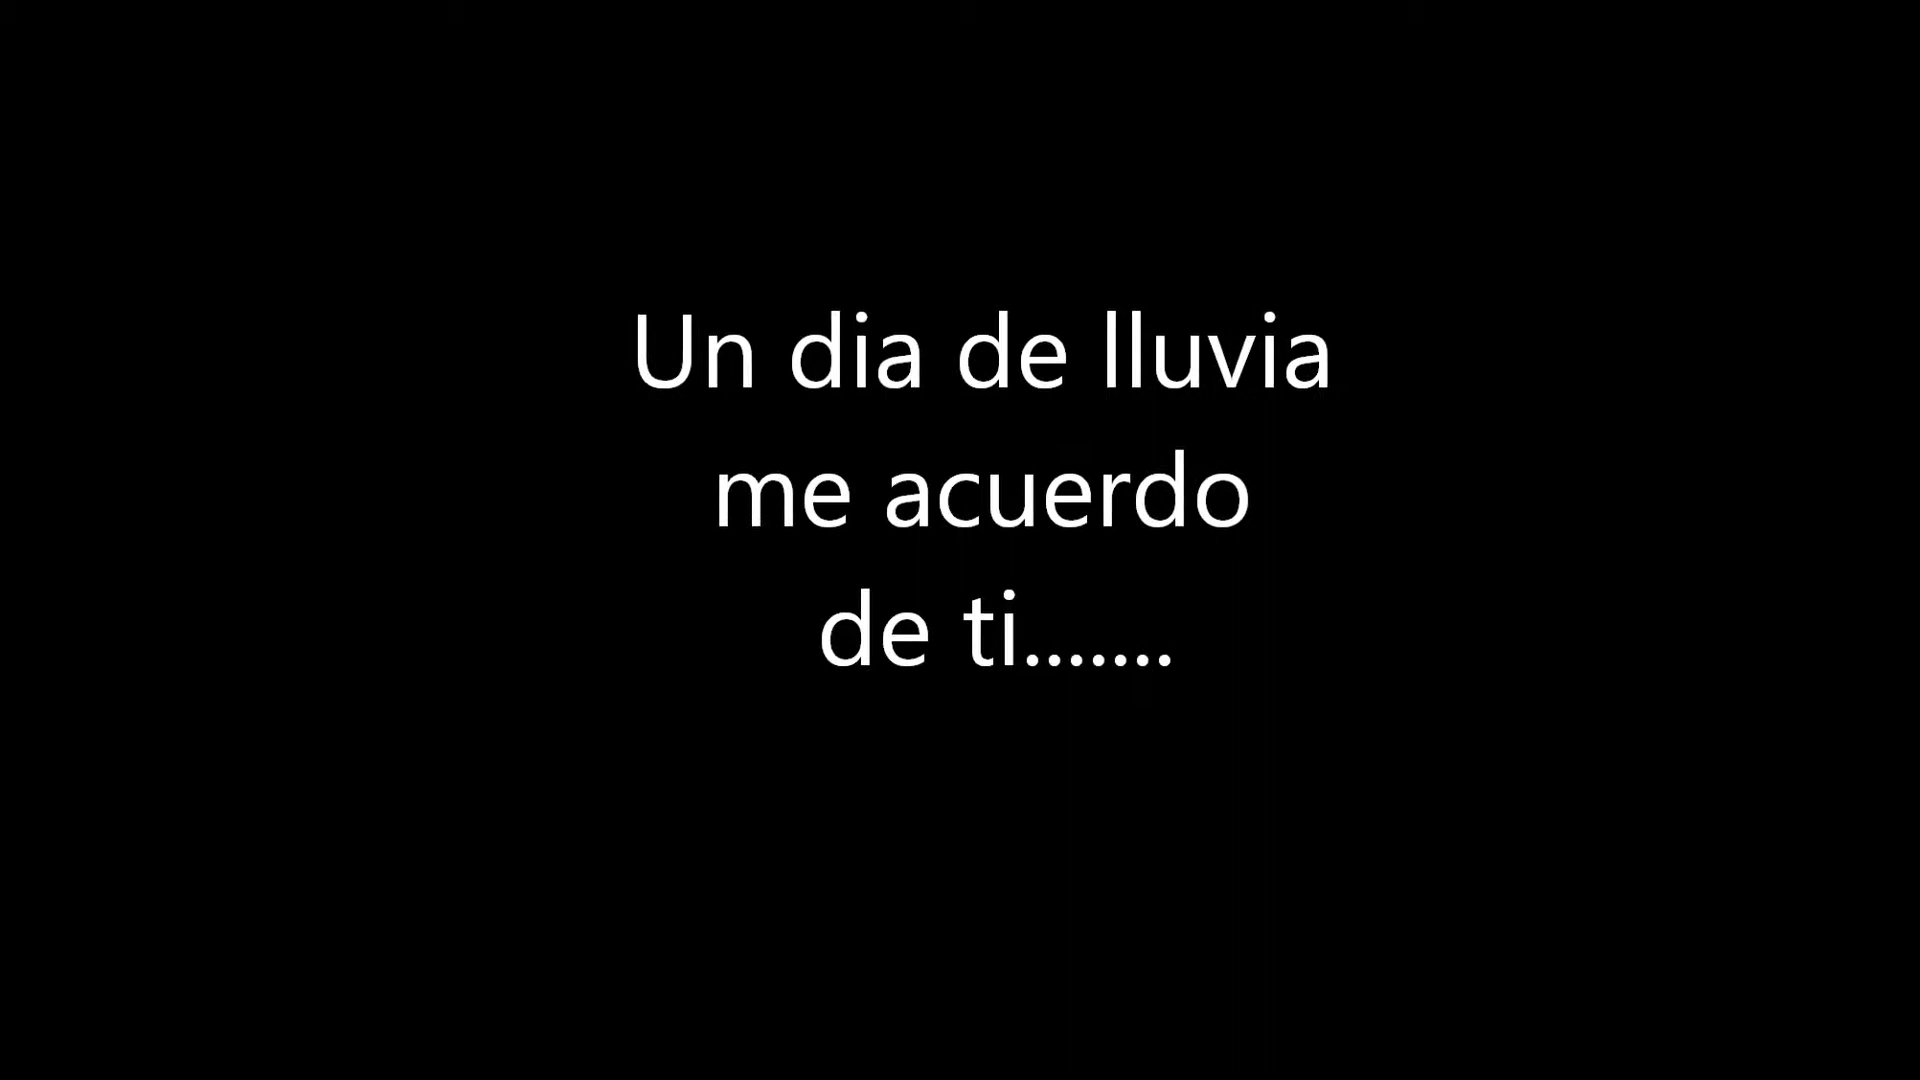 Un dia de lluvia
me acuerdo
de ti.......